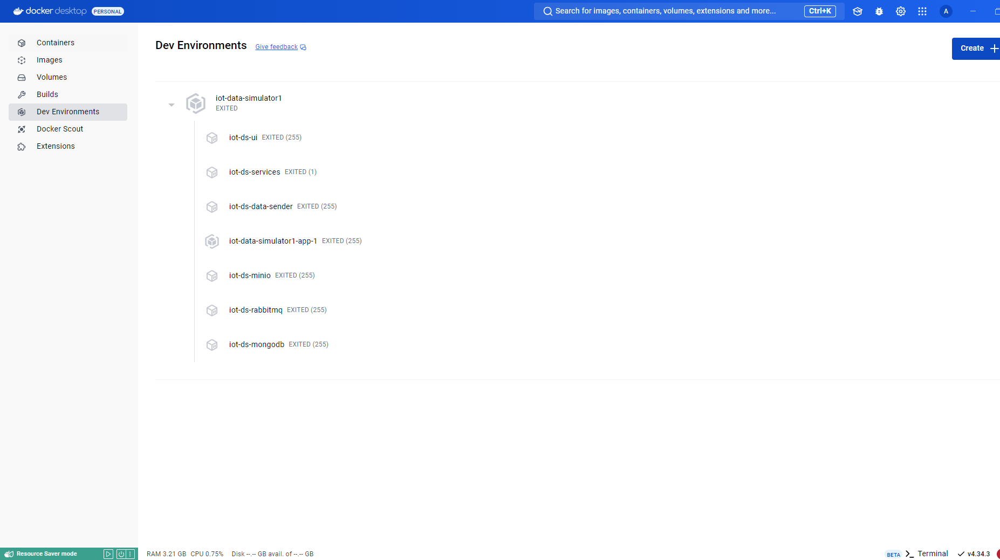 docker desktop PERSONAL
Search for images, containers, volumes, extensions and more... Ctrl+K
A
Containers
Images
Volumes
Builds
Dev Environments
Docker Scout
Extensions
Dev Environments Give feedback
Create
iot-data-simulator1
EXITED
iot-ds-ui EXITED (255)
iot-ds-services EXITED (1)
iot-ds-data-sender EXITED (255)
iot-data-simulator1-app-1 EXITED (255)
iot-ds-minio EXITED (255)
iot-ds-rabbitmq EXITED (255)
iot-ds-mongodb EXITED (255)
Resource Saver mode
RAM 3.21 GB CPU 0.75% Disk --.-- GB avail. of --.-- GB
BETA Terminal v4.34.3